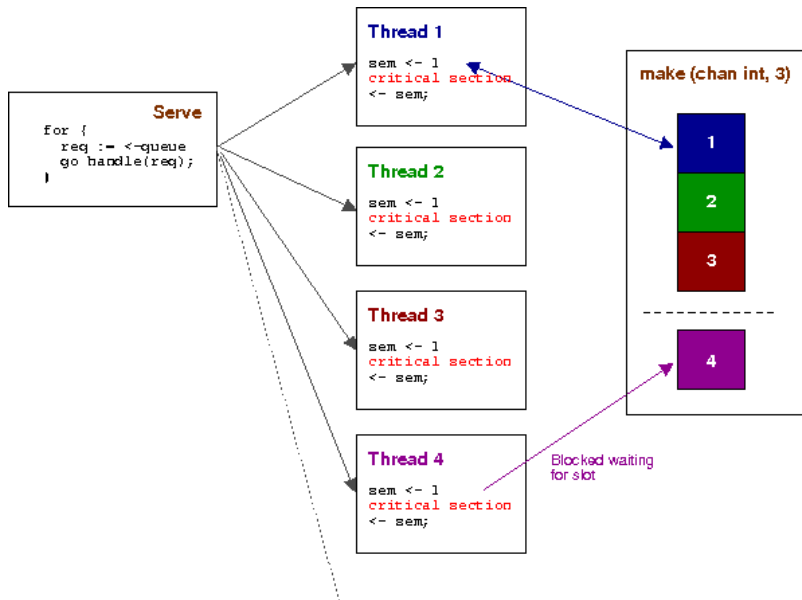 Serve
for {
req := <-queue
go handle(req);
}
Thread 1
sem <- 1
critical section
<- sem;
Thread 2
sem <- 1
critical section
<- sem;
Thread 3
sem <- 1
critical section
<- sem;
Thread 4
sem <- 1
critical section
<- sem;
Blocked waiting
for slot
make (chan int, 3)
1
2
3
4